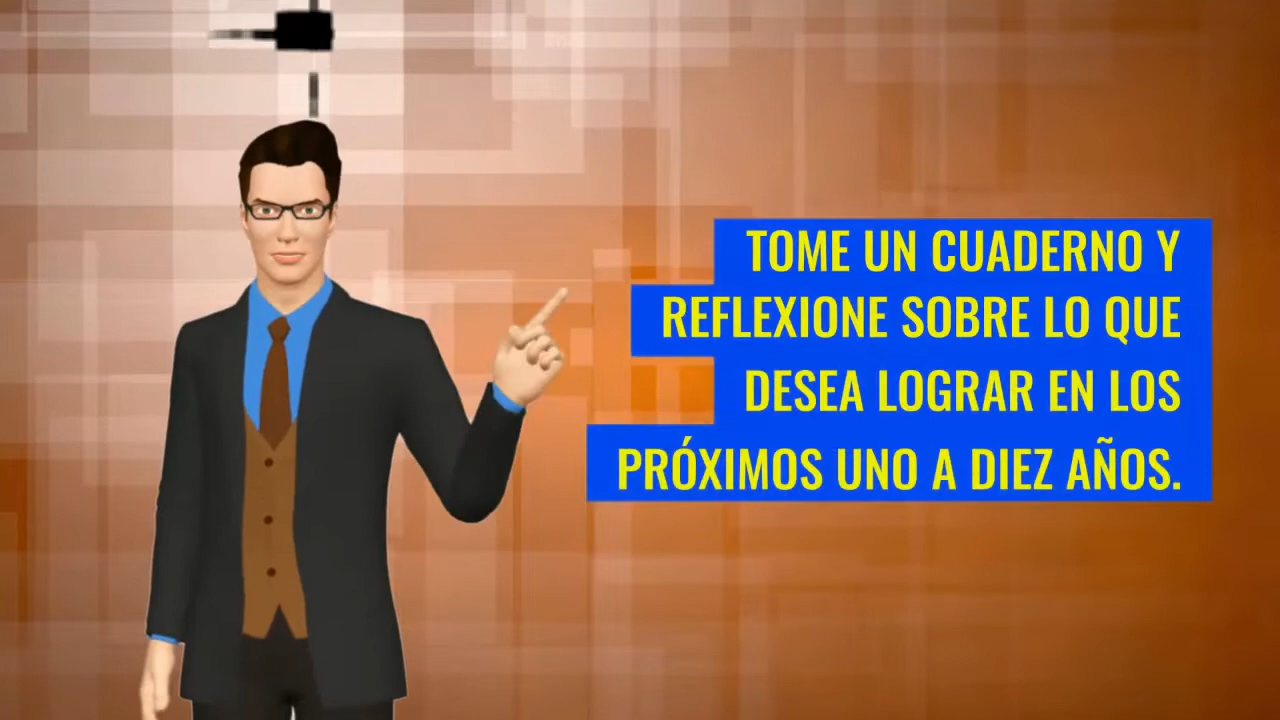 TOME UN CUADERNO Y
REFLEXIONE SOBRE LO QUE
DESEA LOGRAR EN LOS
PRÓXIMOS UNO A DIEZ AÑOS.